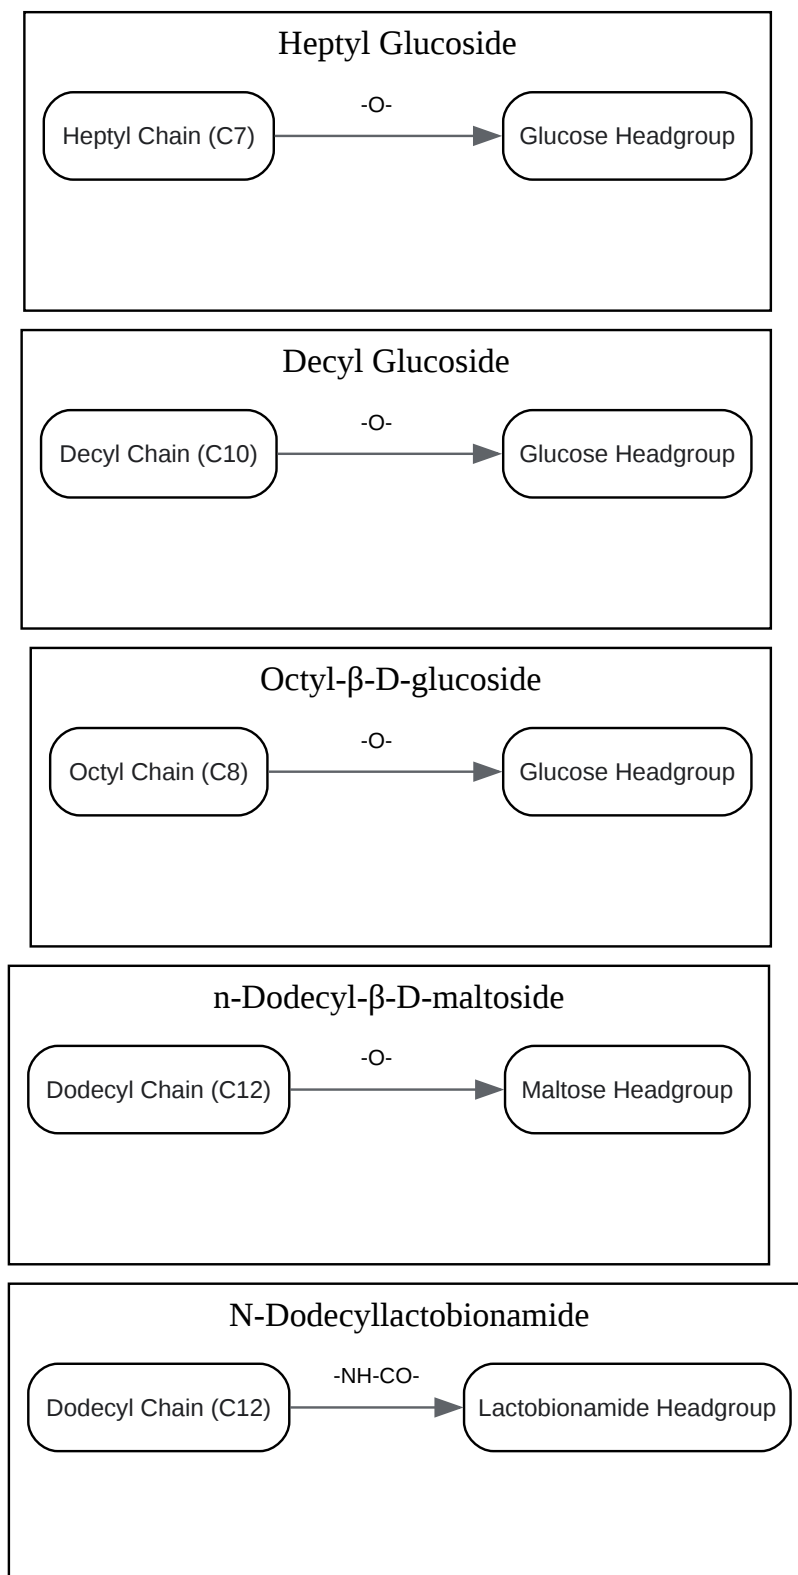 Heptyl Glucoside
-O-
Heptyl Chain (C7)
Glucose Headgroup
Decyl Glucoside
-O-
Decyl Chain (C10)
Glucose Headgroup
Octyl-β-D-glucoside
-O-
Octyl Chain (C8)
Glucose Headgroup
n-Dodecyl-β-D-maltoside
-O-
Dodecyl Chain (C12)
Maltose Headgroup
N-Dodecyllactobionamide
-NH-CO-
Dodecyl Chain (C12)
Lactobionamide Headgroup